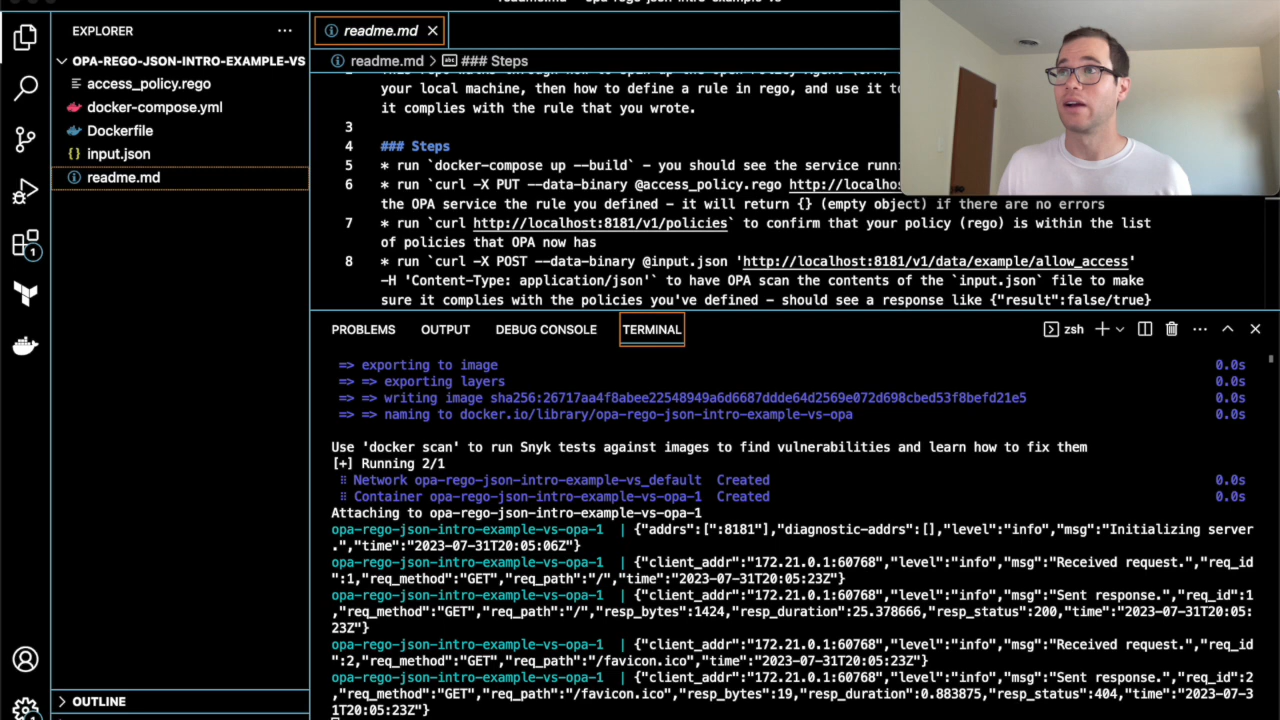 EXPLORER
OPA-REGO-JSON-INTRO-EXAMPLE-VS
access_policy.rego
docker-compose.yml
Dockerfile
{} input.json
readme.md
OUTLINE
1
readme.md
readme.md > ### Steps
your local machine, then how to define a rule in rego, and use it to
it complies with the rule that you wrote.
3
4 ### Steps
5 * run `docker-compose up --build` - you should see the service runni
6 * run `curl -X PUT --data-binary @access_policy.rego http://localhos
the OPA service the rule you defined - it will return {} (empty object) if there are no errors
7 * run `curl http://localhost:8181/v1/policies` to confirm that your policy (rego) is within the list
of policies that OPA now has
8 * run `curl -X POST --data-binary @input.json 'http://localhost:8181/v1/data/example/allow_access'
-H 'Content-Type: application/json'` to have OPA scan the contents of the `input.json` file to make
sure it complies with the policies you've defined - should see a response like {"result":false/true}
PROBLEMS OUTPUT DEBUG CONSOLE TERMINAL zsh
=> exporting to image 0.0s
=> => exporting layers 0.0s
=> => writing image sha256:26717aa4f8abee22548949a6d6687ddde64d2569e072d698cbed53f8befd21e5 0.0s
=> => naming to docker.io/library/opa-rego-json-intro-example-vs-opa 0.0s
Use 'docker scan' to run Snyk tests against images to find vulnerabilities and learn how to fix them
[+] Running 2/1
⠿ Network opa-rego-json-intro-example-vs_default Created 0.0s
⠿ Container opa-rego-json-intro-example-vs-opa-1 Created 0.0s
Attaching to opa-rego-json-intro-example-vs-opa-1
opa-rego-json-intro-example-vs-opa-1 | {"addrs":[":8181"],"diagnostic-addrs":[],"level":"info","msg":"Initializing server
.","time":"2023-07-31T20:05:06Z"}
opa-rego-json-intro-example-vs-opa-1 | {"client_addr":"172.21.0.1:60768","level":"info","msg":"Received request.","req_id
":1,"req_method":"GET","req_path":"/","time":"2023-07-31T20:05:23Z"}
opa-rego-json-intro-example-vs-opa-1 | {"client_addr":"172.21.0.1:60768","level":"info","msg":"Sent response.","req_id":1
,"req_method":"GET","req_path":"/","resp_bytes":1424,"resp_duration":25.378666,"resp_status":200,"time":"2023-07-31T20:05:
23Z"}
opa-rego-json-intro-example-vs-opa-1 | {"client_addr":"172.21.0.1:60768","level":"info","msg":"Received request.","req_id
":2,"req_method":"GET","req_path":"/favicon.ico","time":"2023-07-31T20:05:23Z"}
opa-rego-json-intro-example-vs-opa-1 | {"client_addr":"172.21.0.1:60768","level":"info","msg":"Sent response.","req_id":2
,"req_method":"GET","req_path":"/favicon.ico","resp_bytes":19,"resp_duration":0.883875,"resp_status":404,"time":"2023-07-3
1T20:05:23Z"}